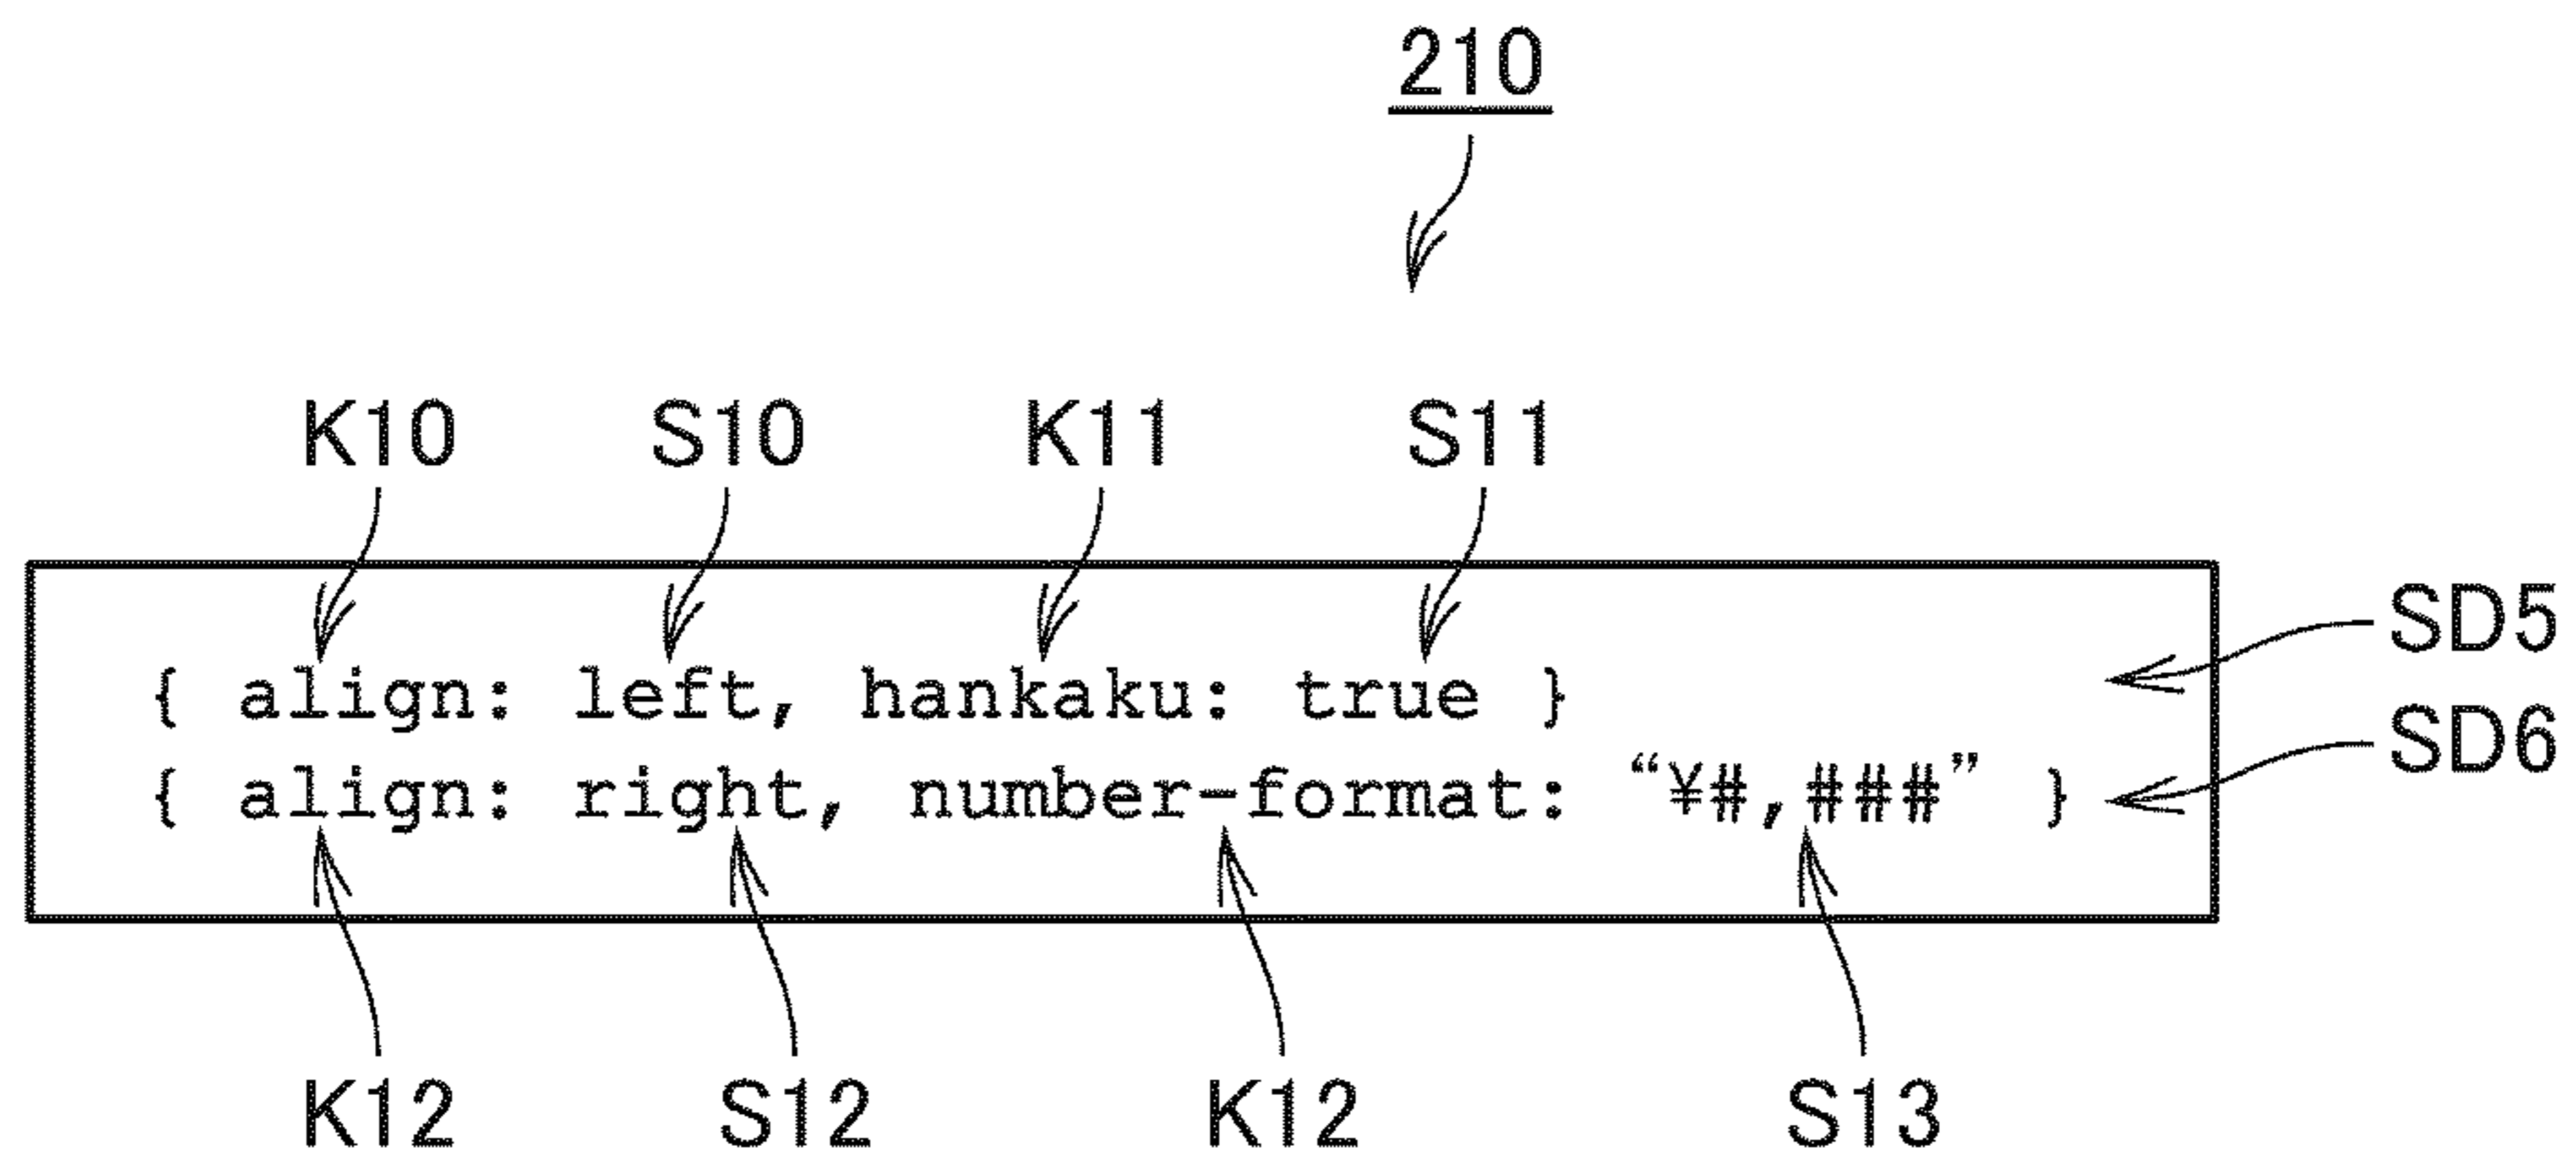 210
K10 S10 K11 S11
{ align: left, hankaku: true } SD5
{ align: right, number-format: “¥#,###” } SD6
K12 S12 K12 S13